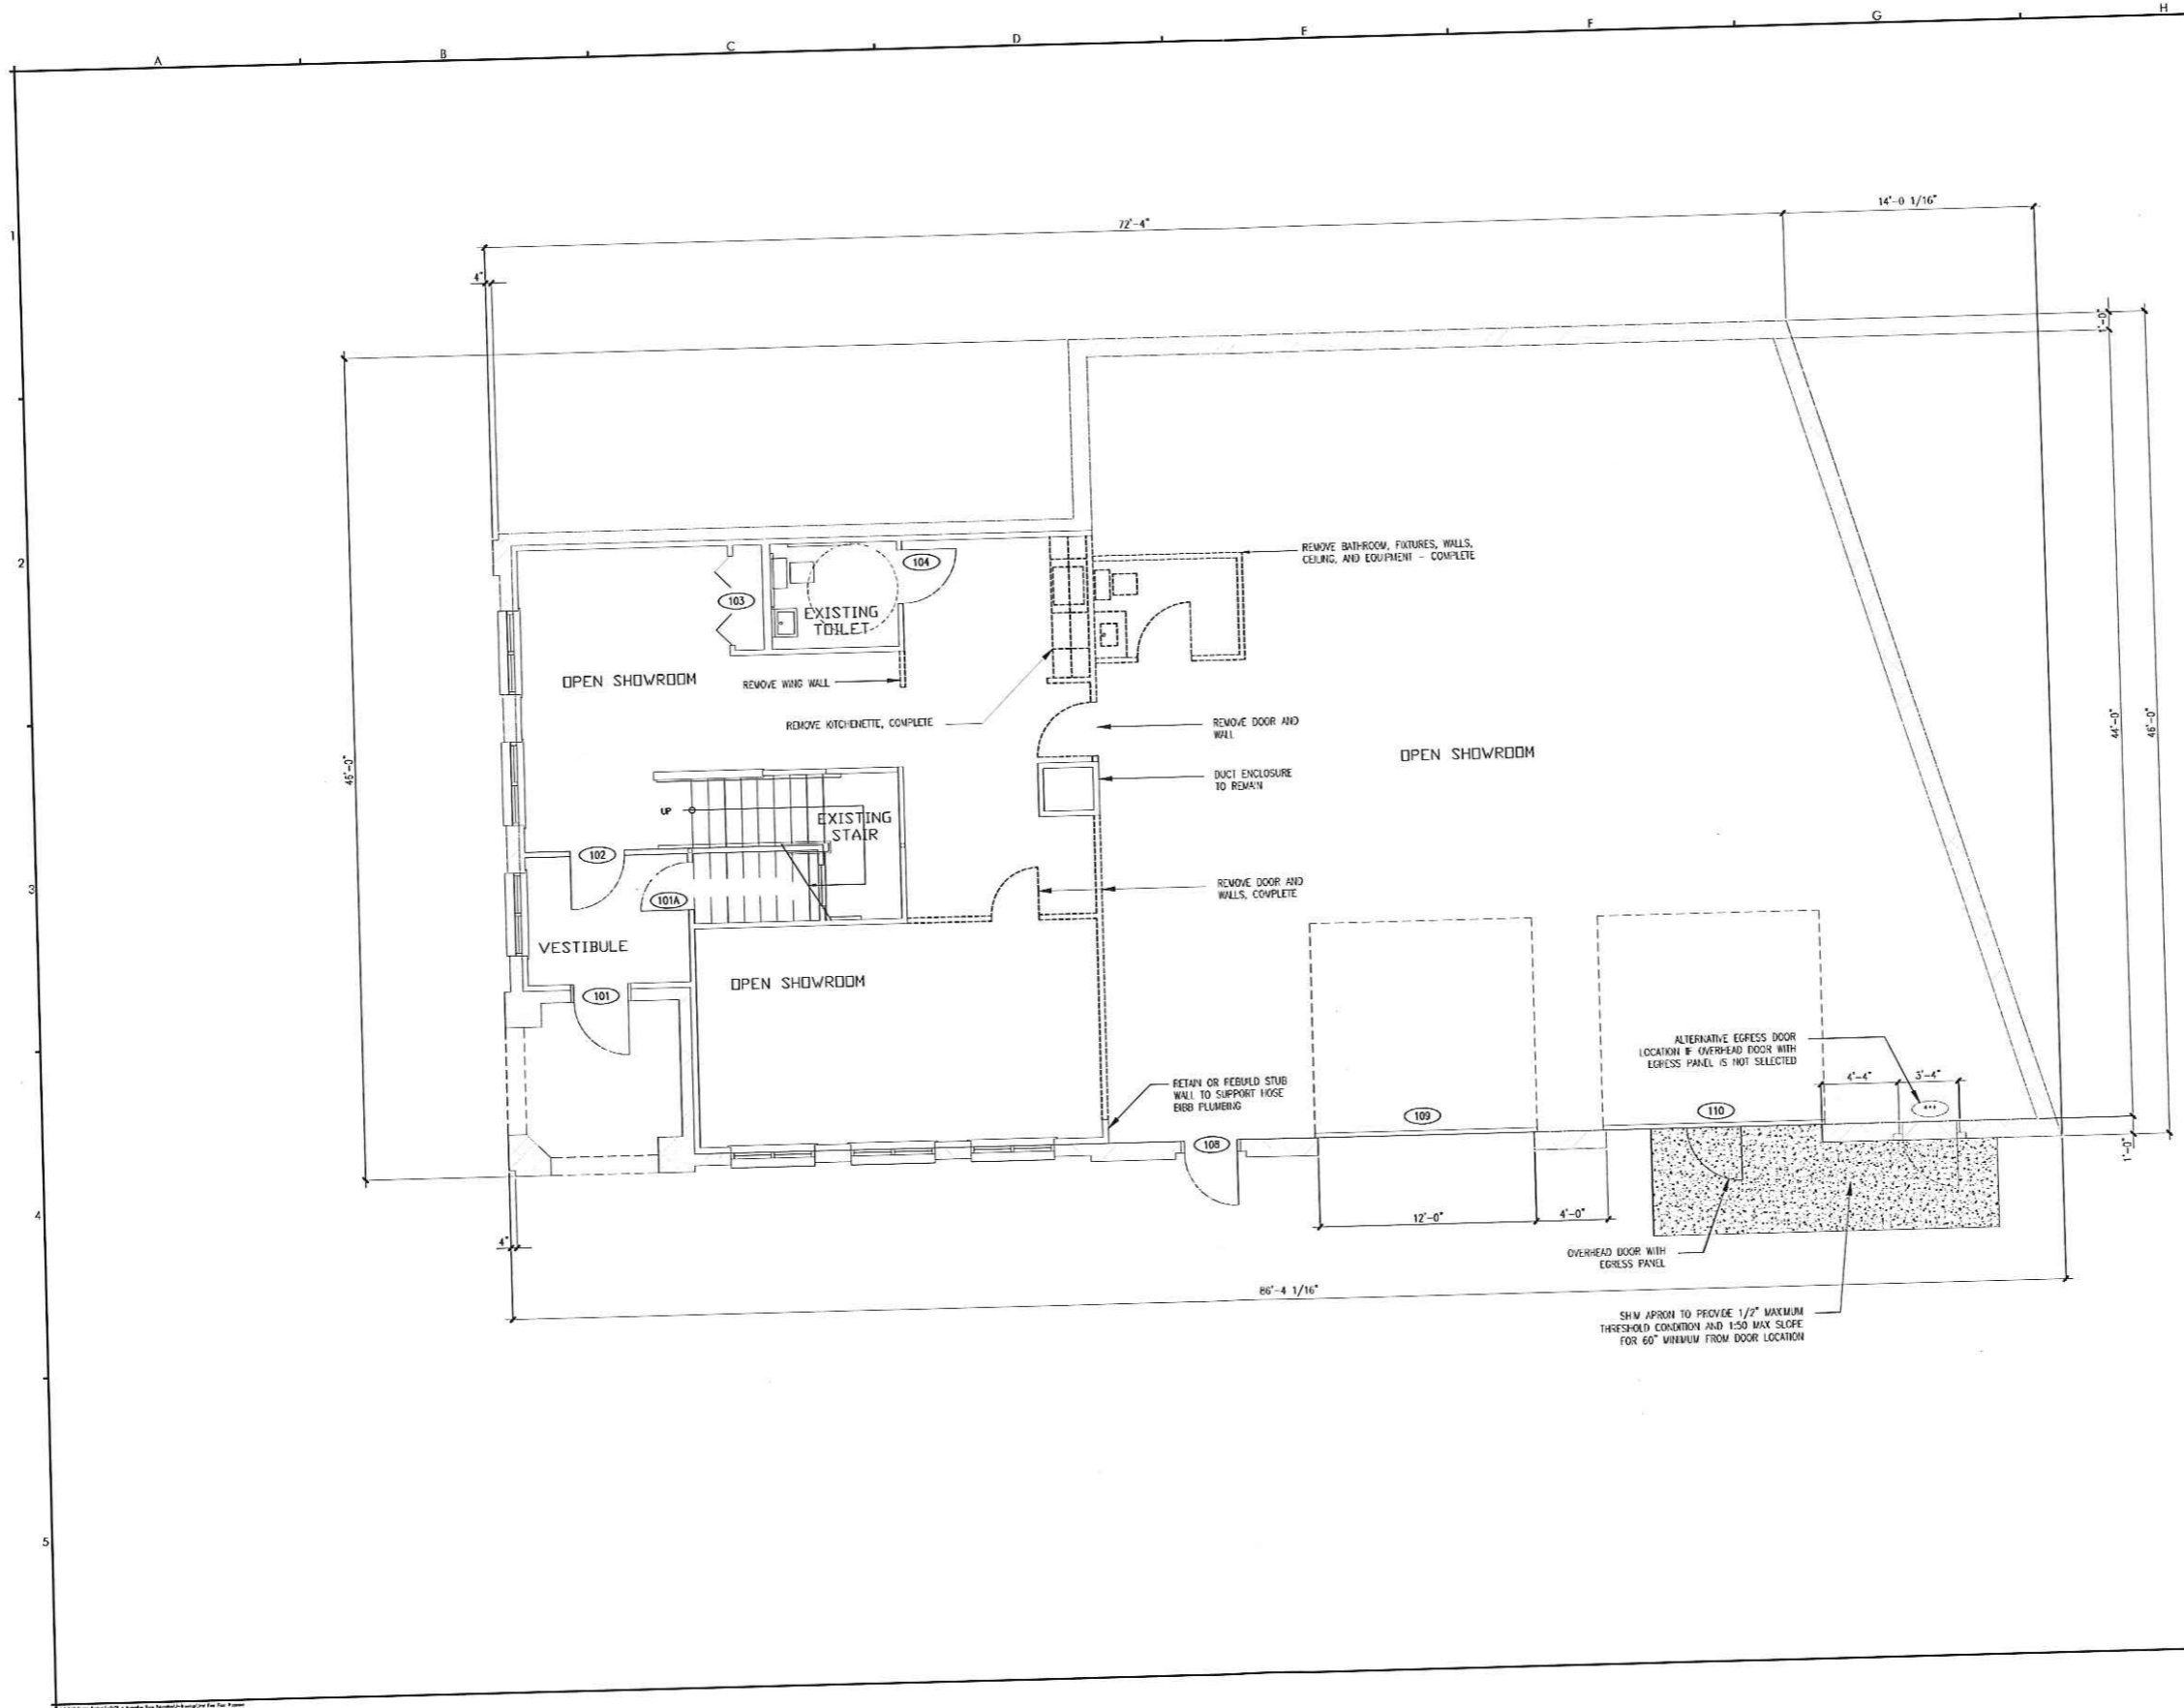 A B C D E F G H
1
72'-4"
14'-0 1/16"
4"
1'-0"
2
REMOVE BATHROOM, FIXTURES, WALLS,
CEILING, AND EQUIPMENT - COMPLETE
104
103
EXISTING
TOILET
OPEN SHOWROOM
REMOVE WING WALL
REMOVE KITCHENETTE, COMPLETE
REMOVE DOOR AND
WALL
44'-0"
46'-0"
46'-0"
OPEN SHOWROOM
DUCT ENCLOSURE
TO REMAIN
UP
EXISTING
STAIR
102
3
101A
REMOVE DOOR AND
WALLS, COMPLETE
VESTIBULE
OPEN SHOWROOM
101
ALTERNATIVE EGRESS DOOR
LOCATION IF OVERHEAD DOOR WITH
EGRESS PANEL IS NOT SELECTED
RETAIN OR REBUILD STUB
WALL TO SUPPORT HOSE
BIBB PLUMBING
4'-4"
3'-4"
109
110
***
108
1'-0"
4
12'-0"
4'-0"
4"
OVERHEAD DOOR WITH
EGRESS PANEL
86'-4 1/16"
SHIM APRON TO PROVIDE 1/2" MAXIMUM
THRESHOLD CONDITION AND 1:50 MAX SLOPE
FOR 60" MINIMUM FROM DOOR LOCATION
5